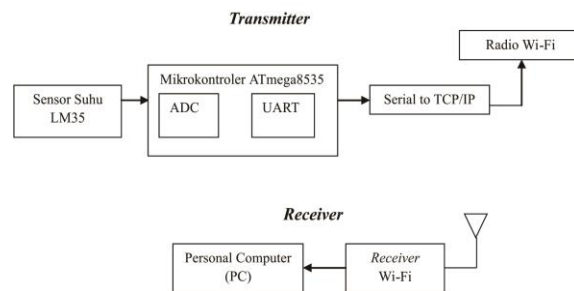 Transmitter
Radio Wi-Fi
Mikrokontroler ATmega8535
Sensor Suhu
LM35
ADC
UART
Serial to TCP/IP
Receiver
Personal Computer
(PC)
Receiver
Wi-Fi